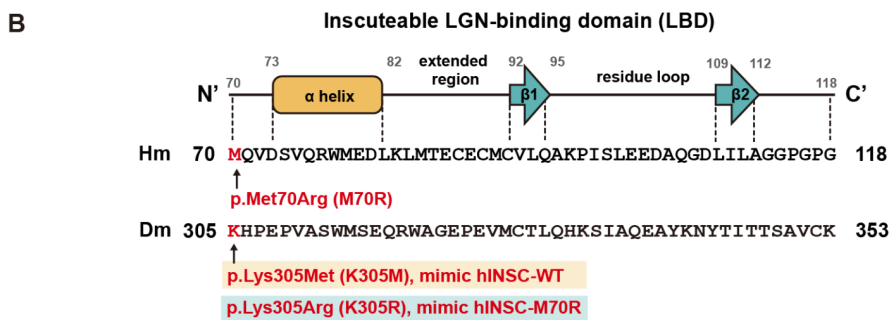 B
Inscuteable LGN-binding domain (LBD)
73 82 extended region 92 95 residue loop 109 112
70 118
N’ α helix β1 β2 C’
Hm 70 MQVDSVQRWMEDLKLMTECECMCVLQAKPISLEEDAQGDLILAGGPGPG 118
p.Met70Arg (M70R)
Dm 305 KHPEPVASWMSEQRWAGEPEVMCTLQHKSIAQEAYKNYTITTSAVCK 353
p.Lys305Met (K305M), mimic hINSC-WT
p.Lys305Arg (K305R), mimic hINSC-M70R